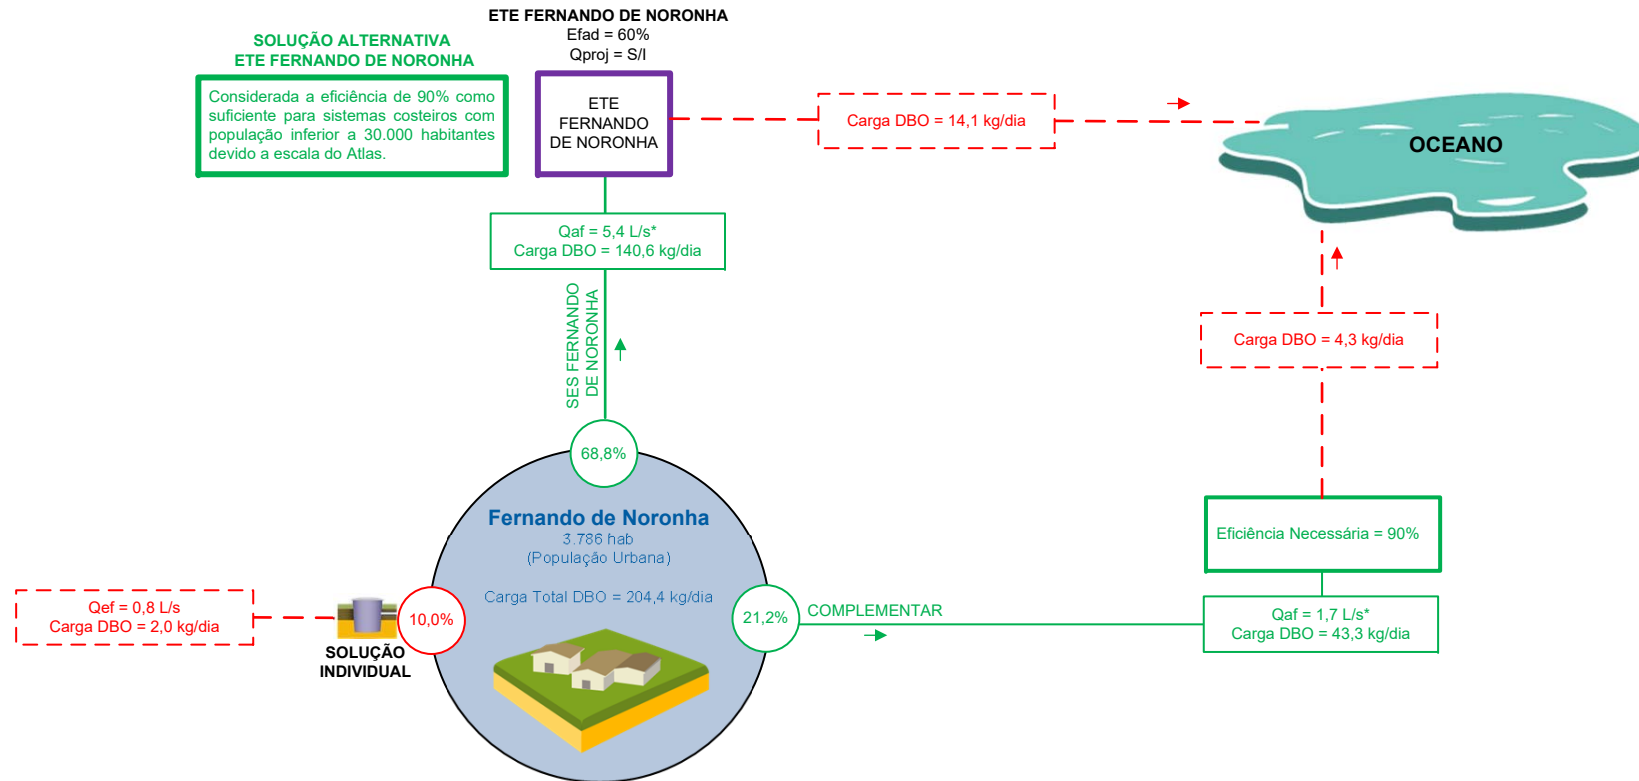 ETE FERNANDO DE NORONHA
Efad = 60%
Qproj = S/I
SOLUÇÃO ALTERNATIVA
ETE FERNANDO DE NORONHA
Considerada a eficiência de 90% como
suficiente para sistemas costeiros com
população inferior a 30.000 habitantes
devido a escala do Atlas.
ETE
FERNANDO
DE NORONHA
Carga DBO = 14,1 kg/dia
OCEANO
Qaf = 5,4 L/s*
Carga DBO = 140,6 kg/dia
SES FERNANDO
DE NORONHA
Carga DBO = 4,3 kg/dia
68,8%
Fernando de Noronha
3.786 hab
(População Urbana)
Carga Total DBO = 204,4 kg/dia
Eficiência Necessária = 90%
Qef = 0,8 L/s
Carga DBO = 2,0 kg/dia
SOLUÇÃO
INDIVIDUAL
10,0%
21,2%
COMPLEMENTAR
Qaf = 1,7 L/s*
Carga DBO = 43,3 kg/dia